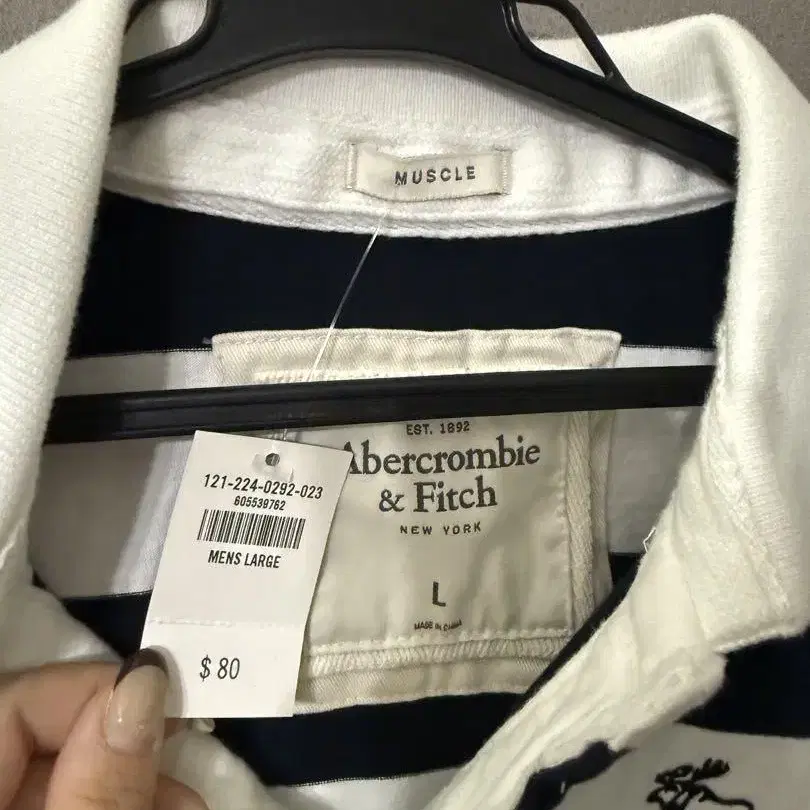 MUSCLE
EST. 1892
Abercrombie
& Fitch
NEW YORK
L
MADE IN CHINA
121-224-0292-023
605539762
MENS LARGE
$80